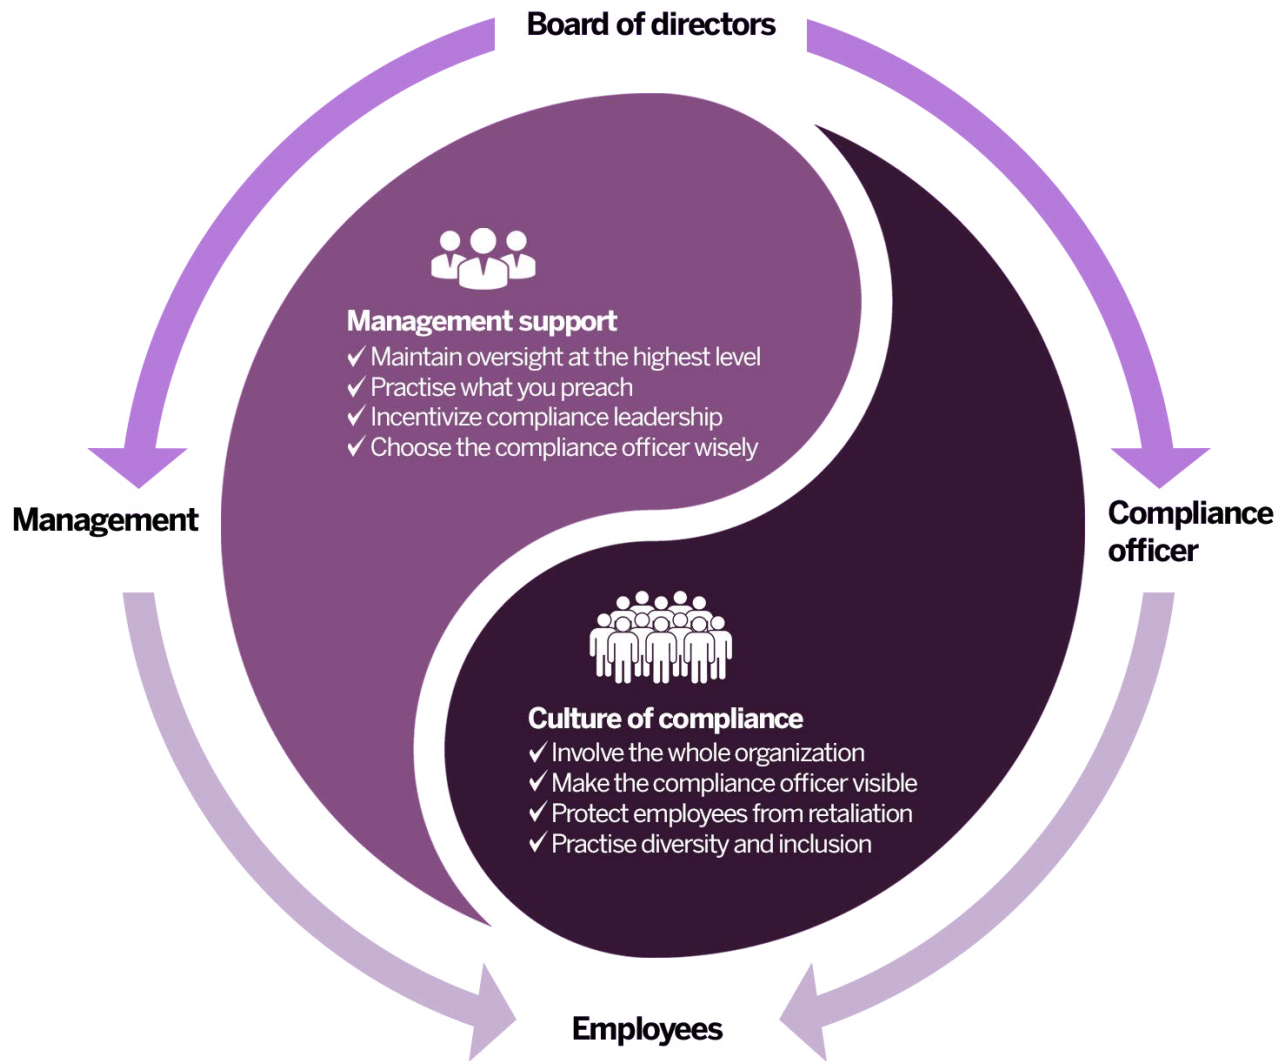 Board of directors
Management support
✓ Maintain oversight at the highest level
✓ Practise what you preach
✓ Incentivize compliance leadership
✓ Choose the compliance officer wisely
Management
Compliance
officer
Culture of compliance
✓ Involve the whole organization
✓ Make the compliance officer visible
✓ Protect employees from retaliation
✓ Practise diversity and inclusion
Employees